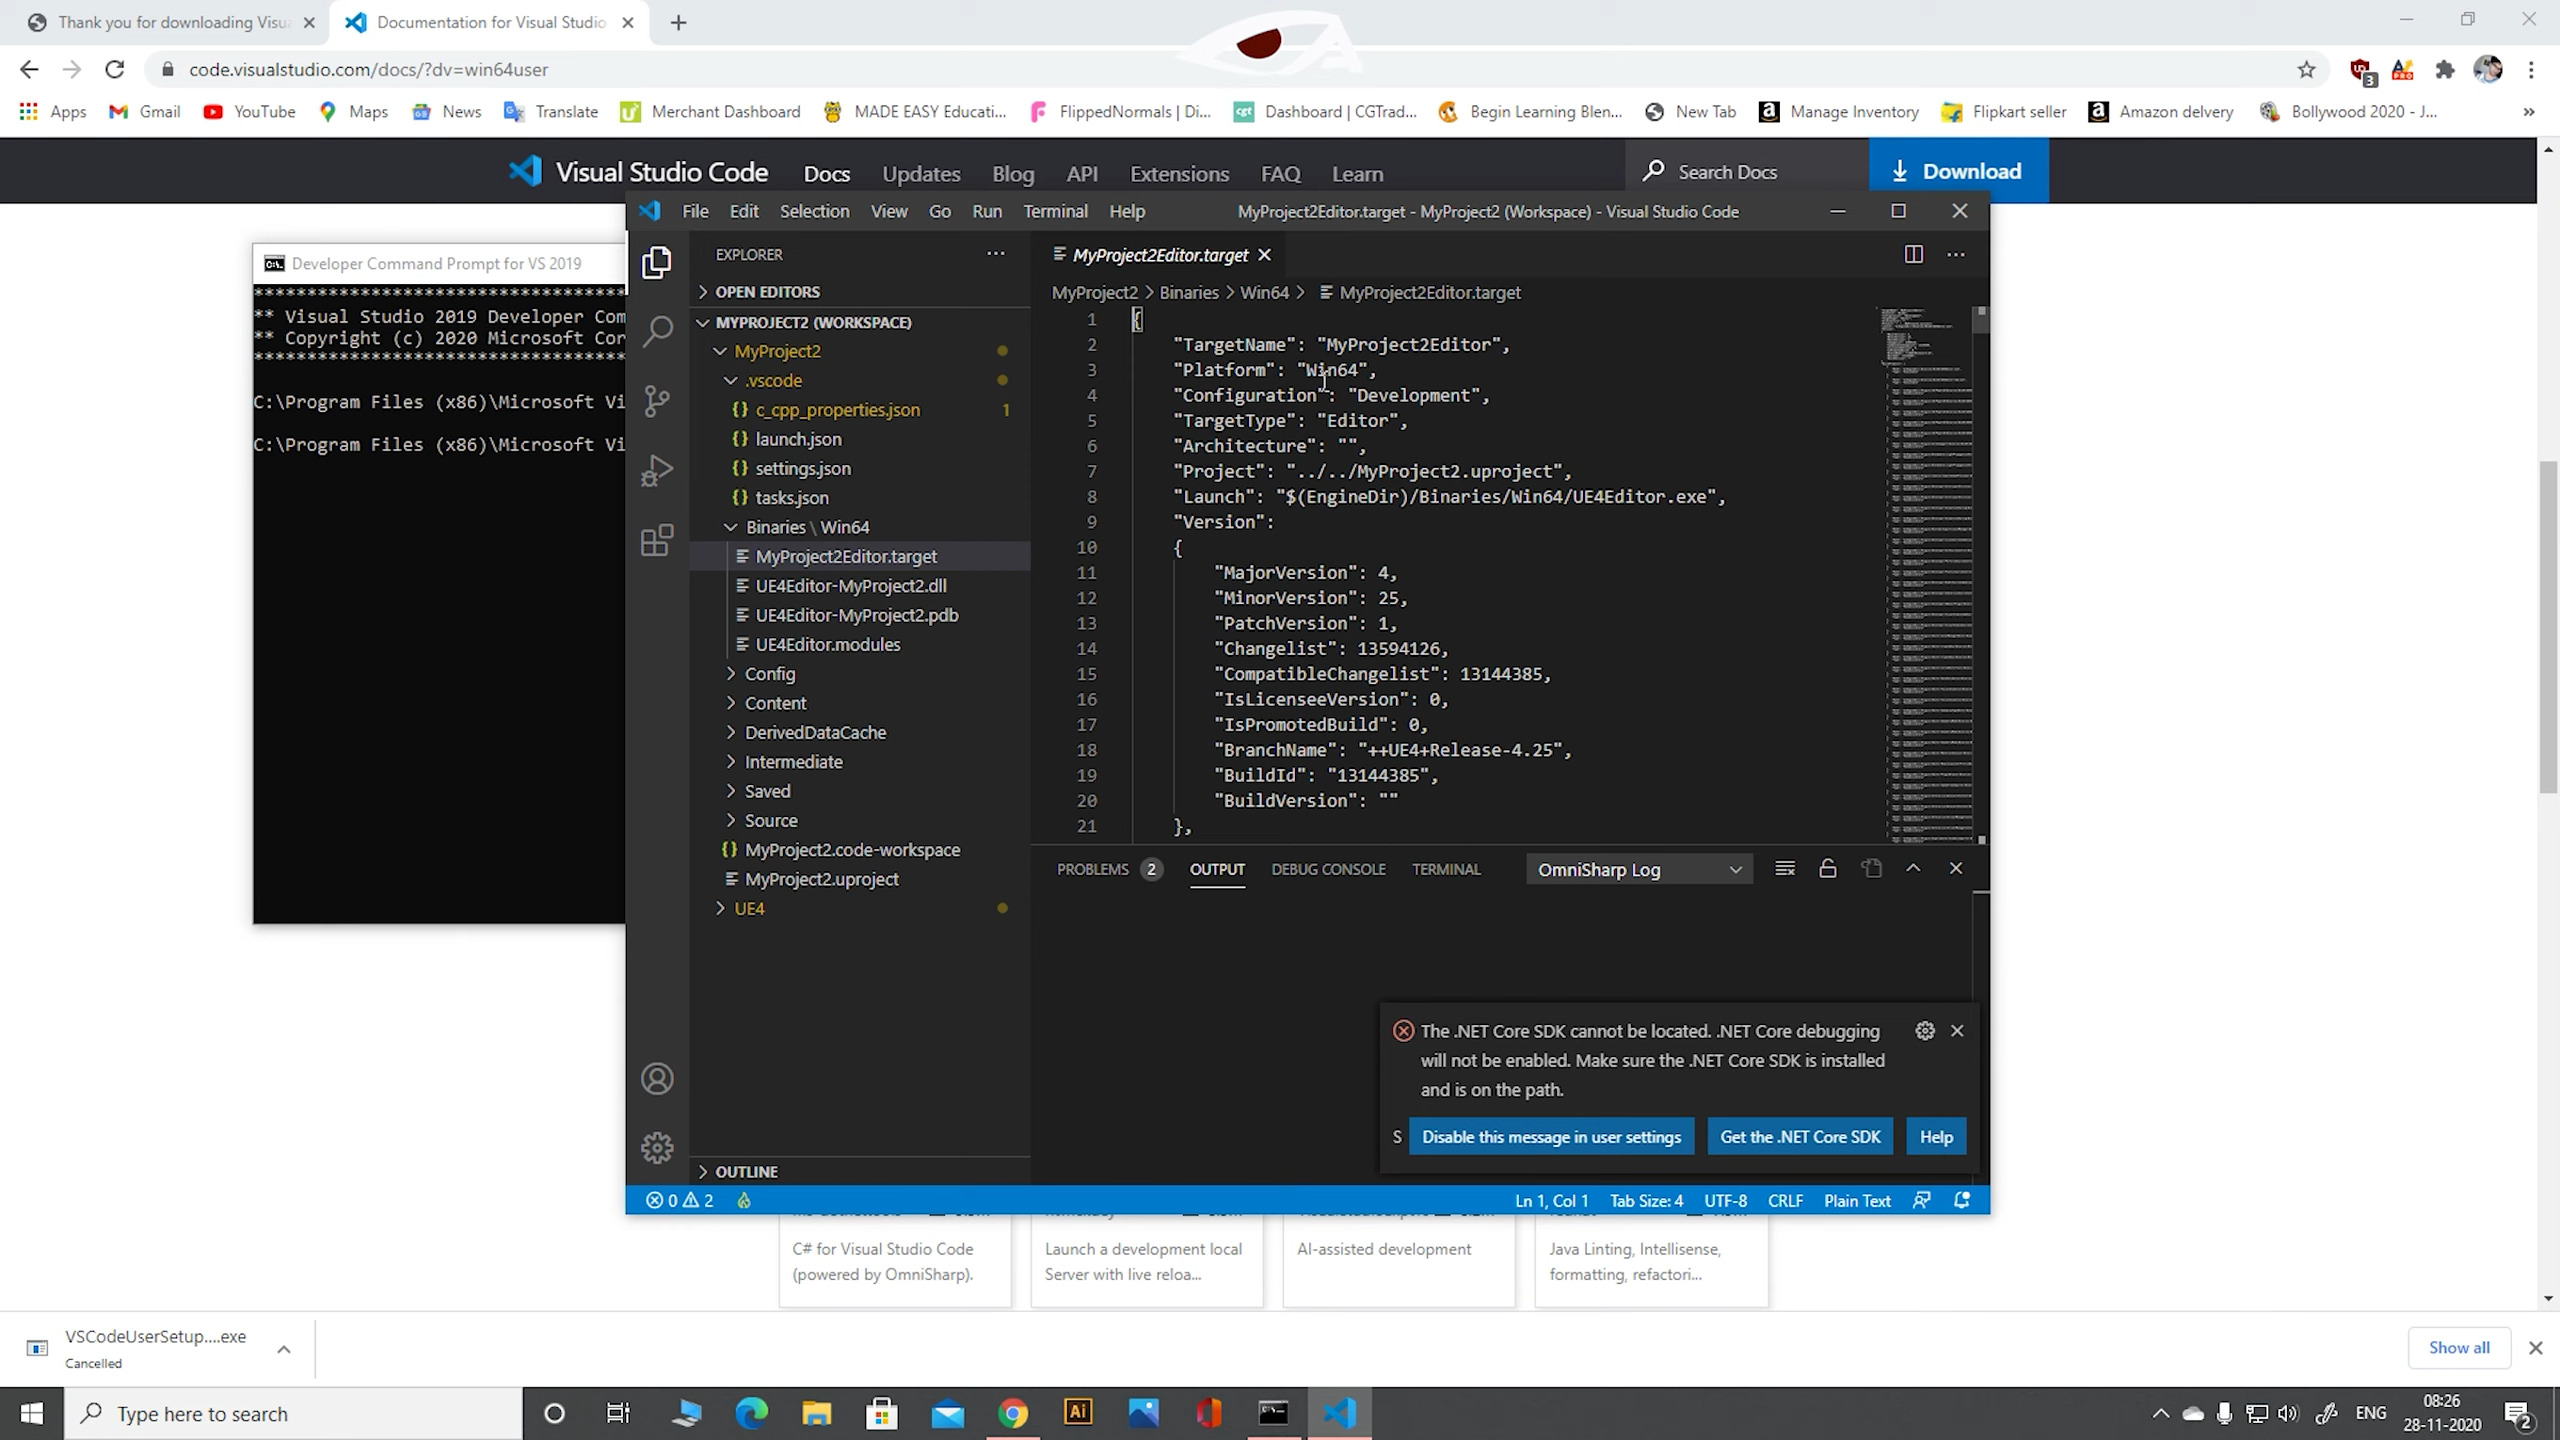 Thank you for downloading Visu
Documentation for Visual Studio
code.visualstudio.com/docs/?dv=win64user
3
PRO
Apps
Gmail
YouTube
Maps
News
Translate
Merchant Dashboard
MADE EASY Educati...
FlippedNormals | Di...
cgt
Dashboard | CGTrad...
Begin Learning Blen...
New Tab
Manage Inventory
Flipkart seller
Amazon delvery
Bollywood 2020 - J...
»
Visual Studio Code
Docs
Updates
Blog
API
Extensions
FAQ
Learn
Search Docs
Download
Developer Command Prompt for VS 2019
**********************************
** Visual Studio 2019 Developer Com
** Copyright (c) 2020 Microsoft Cor
**********************************
C:\Program Files (x86)\Microsoft Vi
C:\Program Files (x86)\Microsoft Vi
File Edit Selection View Go Run Terminal Help
MyProject2Editor.target - MyProject2 (Workspace) - Visual Studio Code
EXPLORER
OPEN EDITORS
MYPROJECT2 (WORKSPACE)
MyProject2
.vscode
{} c_cpp_properties.json 1
{} launch.json
{} settings.json
{} tasks.json
Binaries \ Win64
MyProject2Editor.target
UE4Editor-MyProject2.dll
UE4Editor-MyProject2.pdb
UE4Editor.modules
Config
Content
DerivedDataCache
Intermediate
Saved
Source
{} MyProject2.code-workspace
MyProject2.uproject
UE4
OUTLINE
MyProject2Editor.target
MyProject2 > Binaries > Win64 > MyProject2Editor.target
1 {
2 "TargetName": "MyProject2Editor",
3 "Platform": "Win64",
4 "Configuration": "Development",
5 "TargetType": "Editor",
6 "Architecture": "",
7 "Project": "../../MyProject2.uproject",
8 "Launch": "$(EngineDir)/Binaries/Win64/UE4Editor.exe",
9 "Version":
10 {
11 "MajorVersion": 4,
12 "MinorVersion": 25,
13 "PatchVersion": 1,
14 "Changelist": 13594126,
15 "CompatibleChangelist": 13144385,
16 "IsLicenseeVersion": 0,
17 "IsPromotedBuild": 0,
18 "BranchName": "++UE4+Release-4.25",
19 "BuildId": "13144385",
20 "BuildVersion": ""
21 },
PROBLEMS 2 OUTPUT DEBUG CONSOLE TERMINAL
OmniSharp Log
The .NET Core SDK cannot be located. .NET Core debugging
will not be enabled. Make sure the .NET Core SDK is installed
and is on the path.
S
Disable this message in user settings
Get the .NET Core SDK
Help
0 2
Ln 1, Col 1
Tab Size: 4
UTF-8
CRLF
Plain Text
C# for Visual Studio Code
(powered by OmniSharp).
Launch a development local
Server with live reloa...
AI-assisted development
Java Linting, Intellisense,
formatting, refactori...
VSCodeUserSetup....exe
Cancelled
Show all
Type here to search
Ai
ENG
08:26
28-11-2020
2